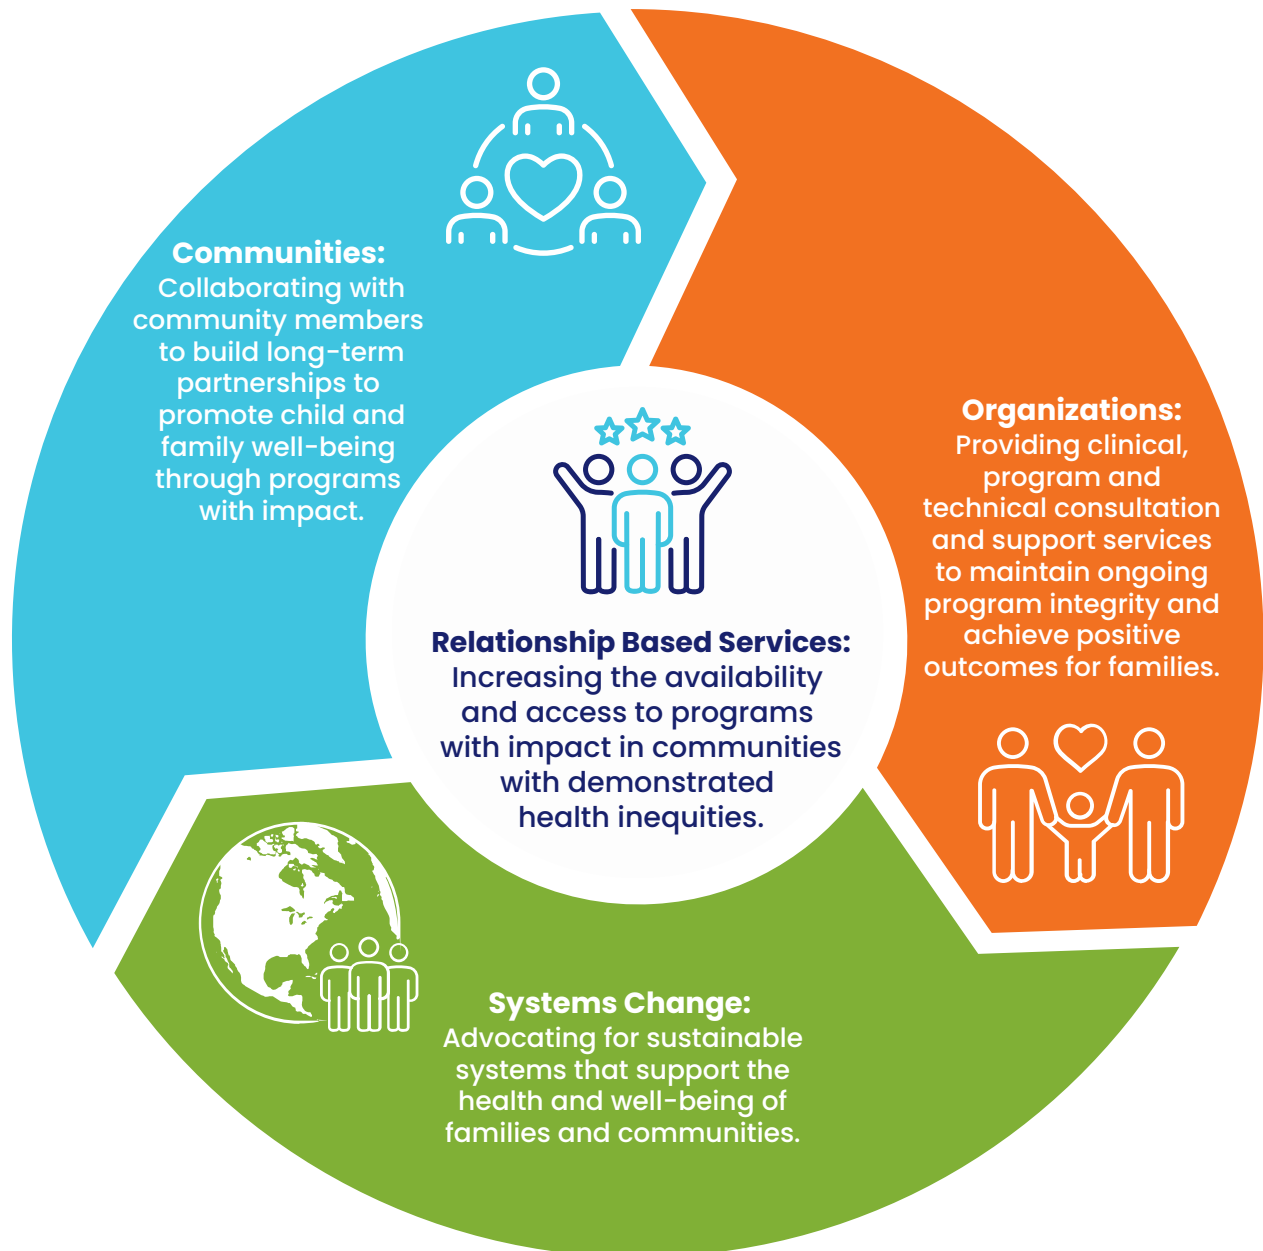 Communities:
Collaborating with
community members
to build long-term
partnerships to
promote child and
family well-being
through programs
with impact.
Organizations:
Providing clinical,
program and
technical consultation
and support services
to maintain ongoing
program integrity and
achieve positive
outcomes for families.
Relationship Based Services:
Increasing the availability
and access to programs
with impact in communities
with demonstrated
health inequities.
Systems Change:
Advocating for sustainable
systems that support the
health and well-being of
families and communities.